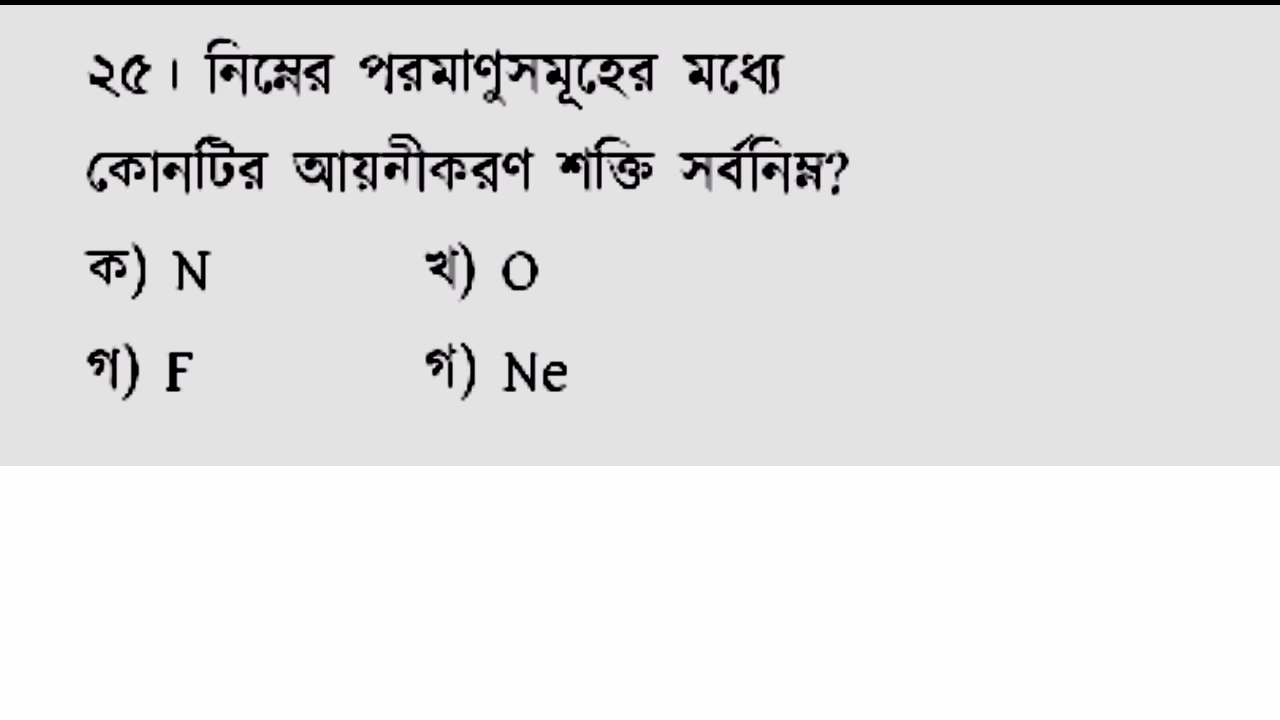 ২৫। নিম্নের পরমাণুসমূহের মধ্যে
কোনটির আয়নীকরণ শক্তি সর্বনিম্ন?
ক) N খ) O
গ) F গ) Ne